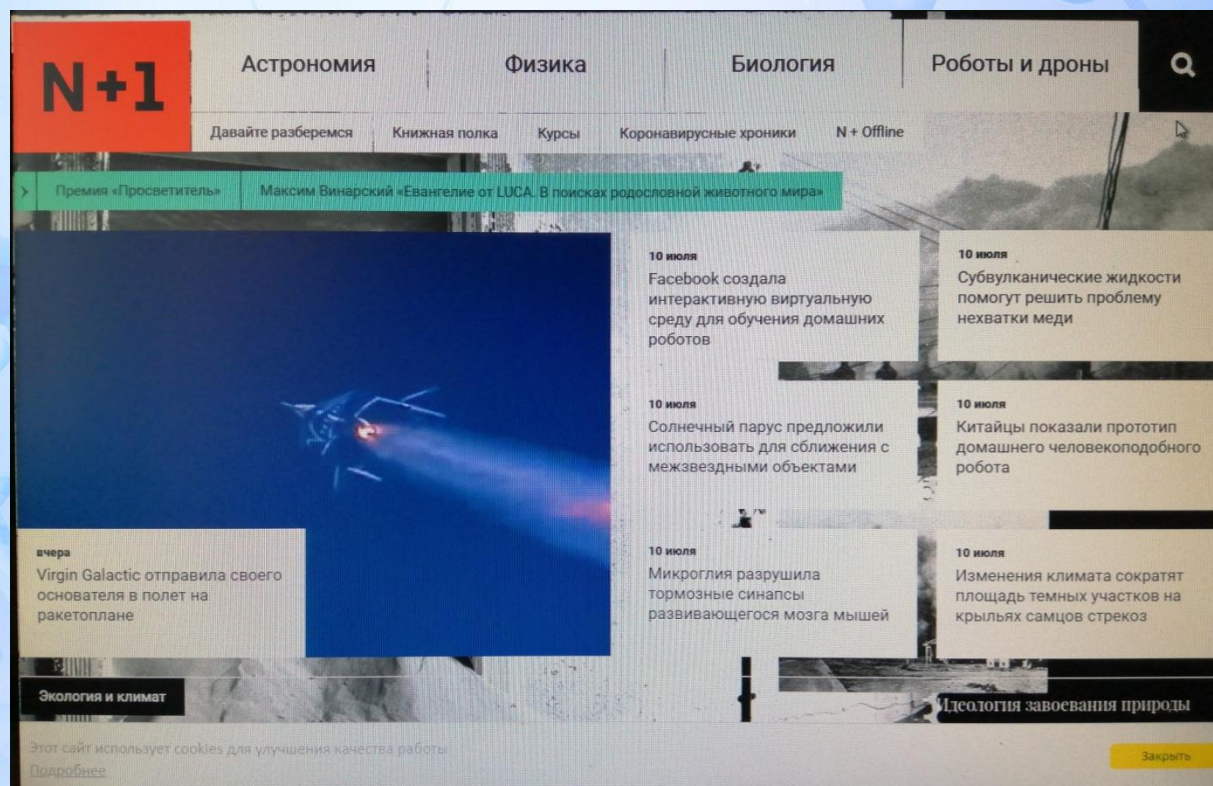 N+1
Астрономия
Физика
Биология
Роботы и дроны
Давайте разберемся
Книжная полка
Курсы
Коронавирусные хроники
N + Offline
Премия «Просветитель»
Максим Винарский «Евангелие от LUCA. В поисках родословной животного мира»
10 июля
Facebook создала
интерактивную виртуальную
среду для обучения домашних
роботов
10 июля
Субвулканические жидкости
помогут решить проблему
нехватки меди
10 июля
Солнечный парус предложили
использовать для сближения с
межзвездными объектами
10 июля
Китайцы показали прототип
домашнего человекоподобного
робота
вчера
Virgin Galactic отправила своего
основателя в полет на
ракетоплане
10 июля
Микроглия разрушила
тормозные синапсы
развивающегося мозга мышей
10 июля
Изменения климата сократят
площадь темных участков на
крыльях самцов стрекоз
Экология и климат
Идеология завоевания природы
Этот сайт использует cookies для улучшения качества работы
Подробнее
Закрыть